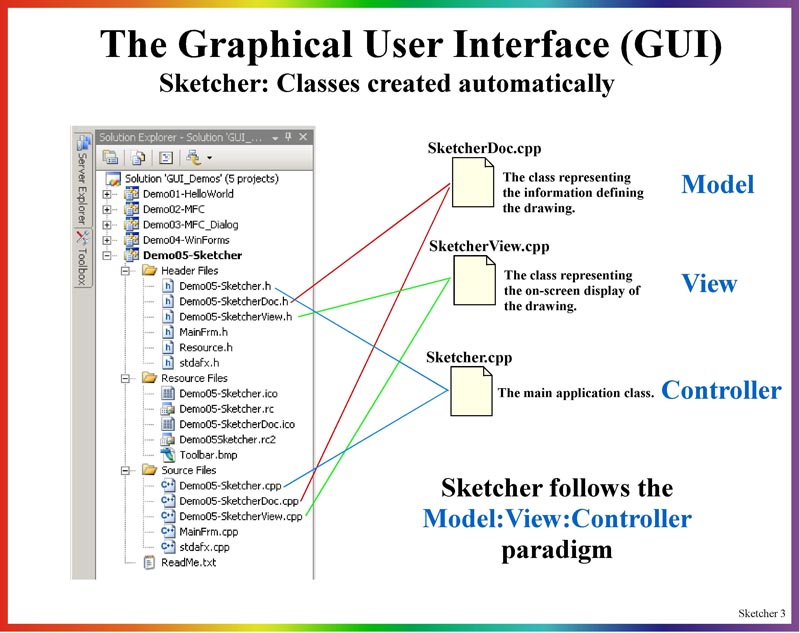 The Graphical User Interface (GUI)
Sketcher: Classes created automatically
Solution Explorer - Solution 'GUI_...
Server Explorer
Toolbox
Solution 'GUI_Demos' (5 projects)
Demo01-HelloWorld
Demo02-MFC
Demo03-MFC_Dialog
Demo04-WinForms
Demo05-Sketcher
Header Files
Demo05-Sketcher.h
Demo05-SketcherDoc.h
Demo05-SketcherView.h
MainFrm.h
Resource.h
stdafx.h
Resource Files
Demo05-Sketcher.ico
Demo05-Sketcher.rc
Demo05-SketcherDoc.ico
Demo05Sketcher.rc2
Toolbar.bmp
Source Files
Demo05-Sketcher.cpp
Demo05-SketcherDoc.cpp
Demo05-SketcherView.cpp
MainFrm.cpp
stdafx.cpp
ReadMe.txt
SketcherDoc.cpp
The class representing
the information defining
the drawing.
Model
SketcherView.cpp
The class representing
the on-screen display of
the drawing.
View
Sketcher.cpp
The main application class.
Controller
Sketcher follows the
Model:View:Controller
paradigm
Sketcher 3